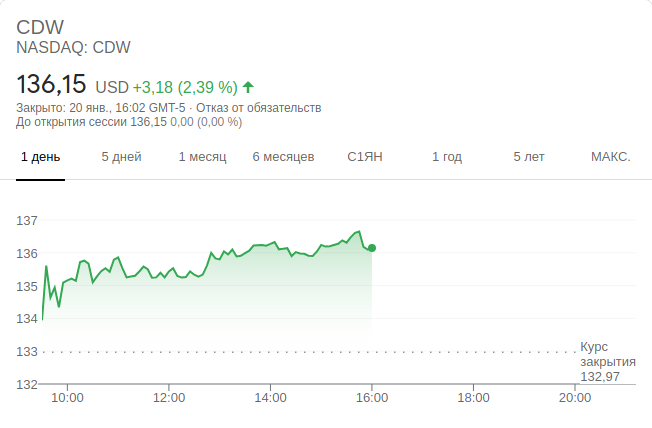 CDW
NASDAQ: CDW
136,15 USD +3,18 (2,39 %)
Закрыто: 20 янв., 16:02 GMT-5 · Отказ от обязательств
До открытия сессии 136,15 0,00 (0,00 %)
1 день 5 дней 1 месяц 6 месяцев С1ЯН 1 год 5 лет МАКС.
137
136
135
134
133
Курс
закрытия
132,97
132
10:00 12:00 14:00 16:00 18:00 20:00